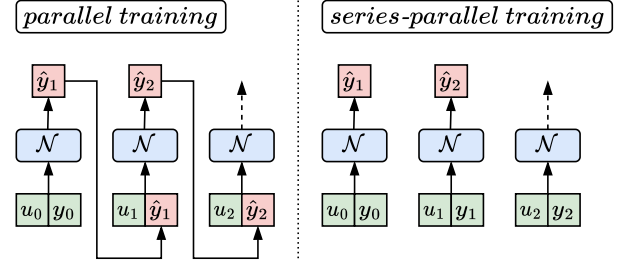 parallel training
series-parallel training
ŷ₁ ŷ₂
ŷ₁ ŷ₂
𝒩 𝒩 𝒩
𝒩 𝒩 𝒩
u₀ y₀ u₁ ŷ₁ u₂ ŷ₂
u₀ y₀ u₁ y₁ u₂ y₂